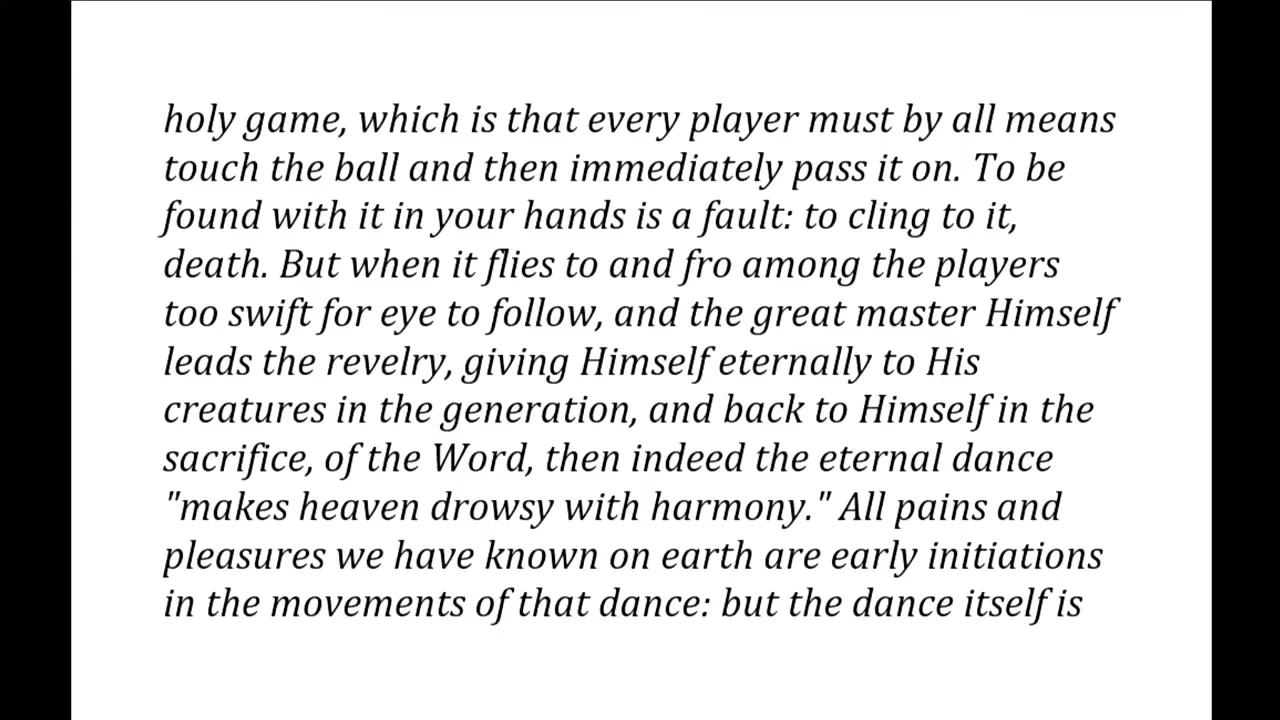 holy game, which is that every player must by all means
touch the ball and then immediately pass it on. To be
found with it in your hands is a fault: to cling to it,
death. But when it flies to and fro among the players
too swift for eye to follow, and the great master Himself
leads the revelry, giving Himself eternally to His
creatures in the generation, and back to Himself in the
sacrifice, of the Word, then indeed the eternal dance
"makes heaven drowsy with harmony." All pains and
pleasures we have known on earth are early initiations
in the movements of that dance: but the dance itself is